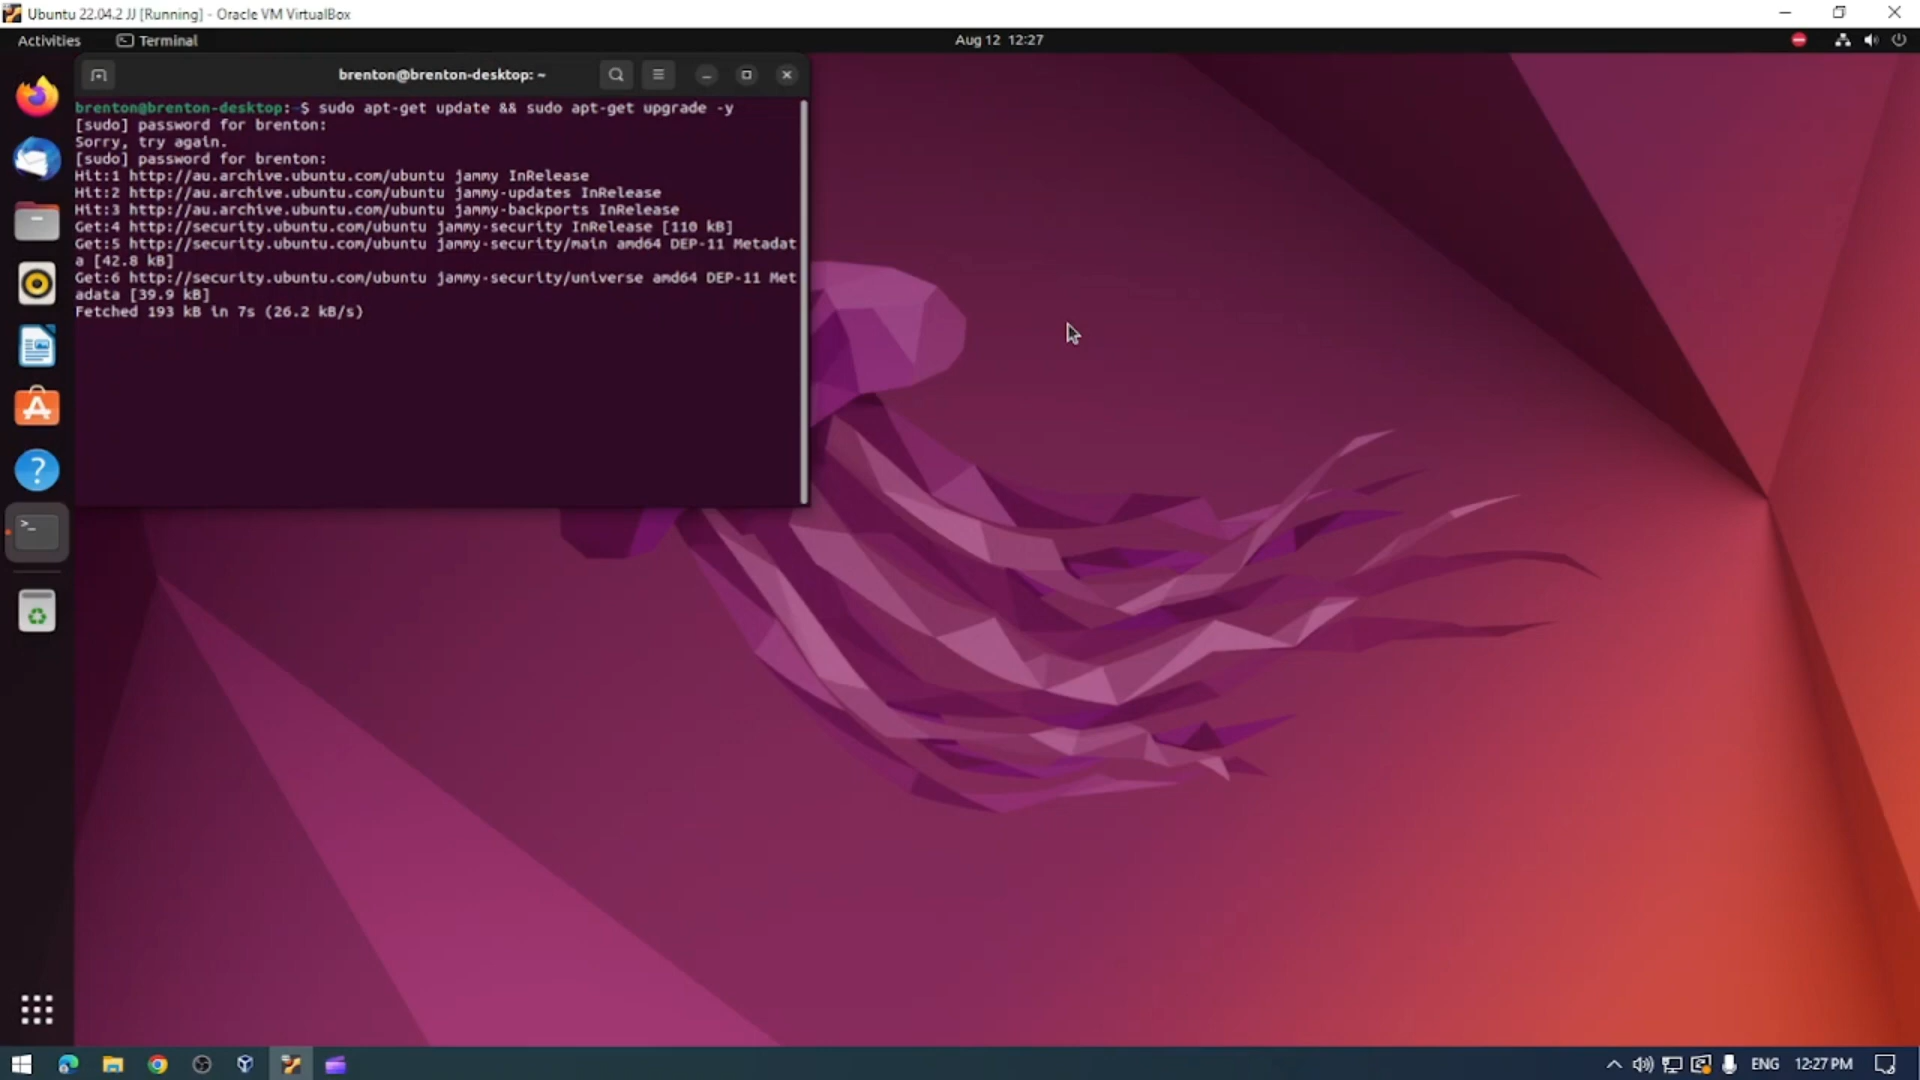 Ubuntu 22.04.2 JJ [Running] - Oracle VM VirtualBox
Activities
Terminal
Aug 12 12:27
brenton@brenton-desktop: ~
brenton@brenton-desktop:~$ sudo apt-get update && sudo apt-get upgrade -y
[sudo] password for brenton:
Sorry, try again.
[sudo] password for brenton:
Hit:1 http://au.archive.ubuntu.com/ubuntu jammy InRelease
Hit:2 http://au.archive.ubuntu.com/ubuntu jammy-updates InRelease
Hit:3 http://au.archive.ubuntu.com/ubuntu jammy-backports InRelease
Get:4 http://security.ubuntu.com/ubuntu jammy-security InRelease [110 kB]
Get:5 http://security.ubuntu.com/ubuntu jammy-security/main amd64 DEP-11 Metadat
a [42.8 kB]
Get:6 http://security.ubuntu.com/ubuntu jammy-security/universe amd64 DEP-11 Met
adata [39.9 kB]
Fetched 193 kB in 7s (26.2 kB/s)
ENG
12:27 PM